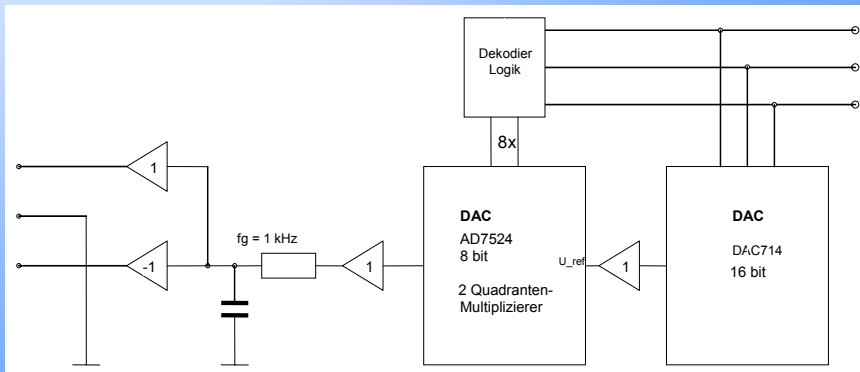 Dekodier
Logik
8x
1
DAC
AD7524
8 bit
2 Quadranten-
Multiplizierer
U_ref
1
DAC
DAC714
16 bit
fg = 1 kHz
-1
1